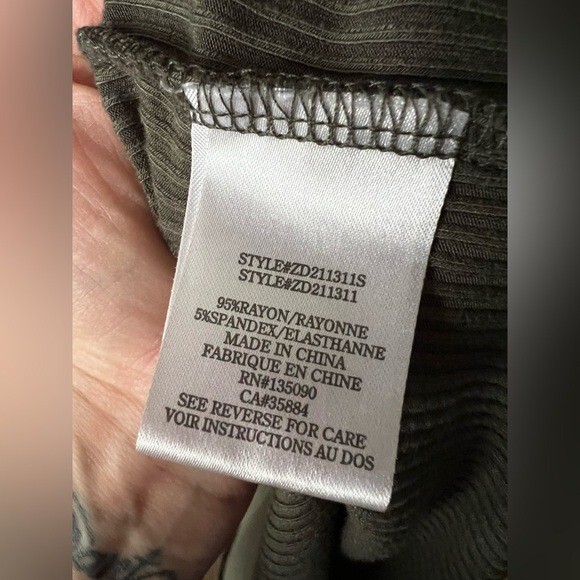 STYLE#ZD211311S
STYLE#ZD211311
95%RAYON/RAYONNE
5%SPANDEX/ELASTHANNE
MADE IN CHINA
FABRIQUE EN CHINE
RN#135090
CA#35884
SEE REVERSE FOR CARE
VOIR INSTRUCTIONS AU DOS